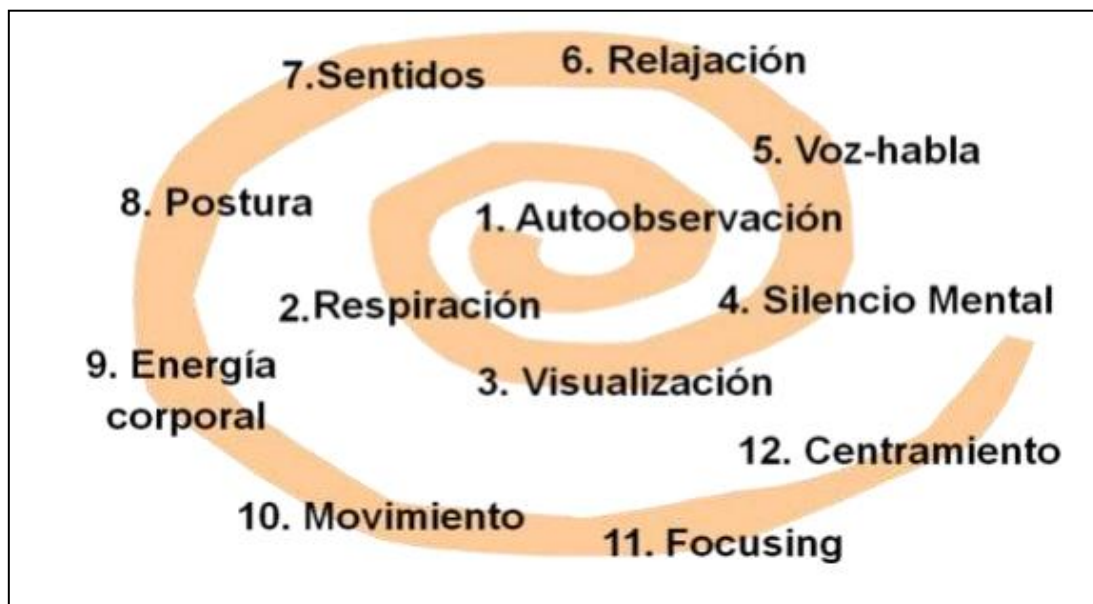 1. Autoobservación
2.Respiración
3. Visualización
4. Silencio Mental
5. Voz-habla
6. Relajación
7.Sentidos
8. Postura
9. Energía
corporal
10. Movimiento
11. Focusing
12. Centramiento